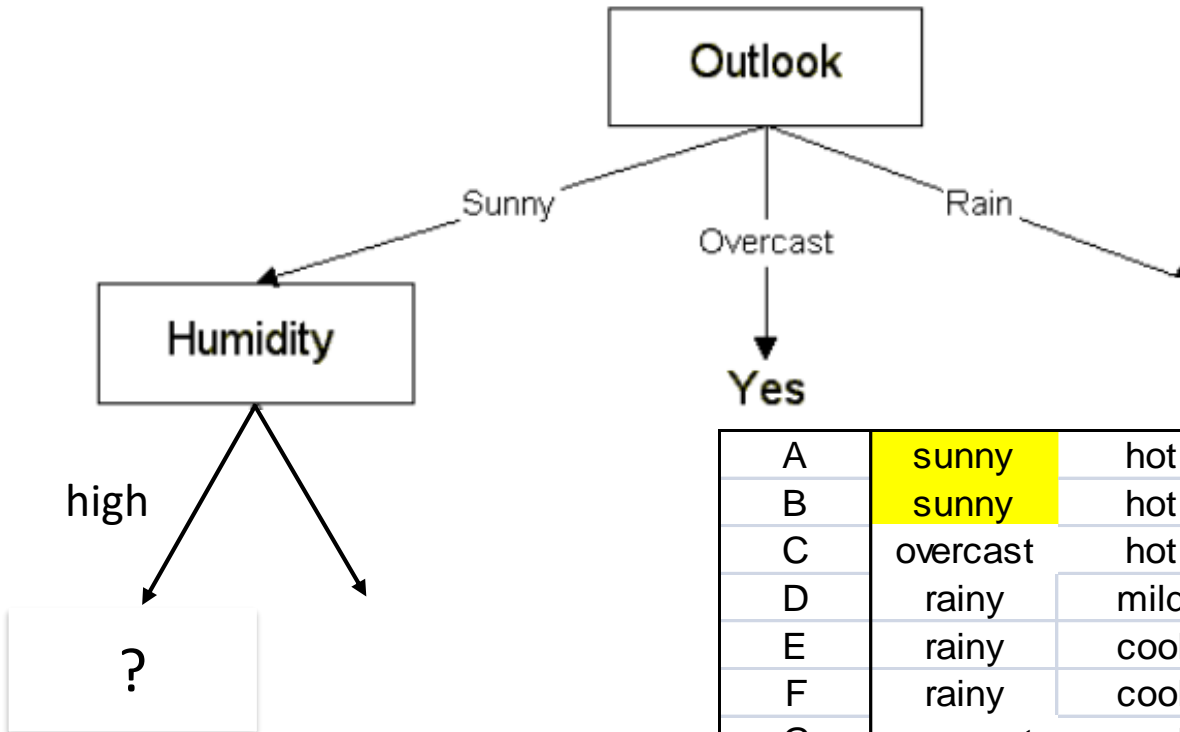 Outlook
Sunny
Overcast
Rain
Humidity
Yes
high
?
A sunny hot
B sunny hot
C overcast hot
D rainy
E rainy
F rainy